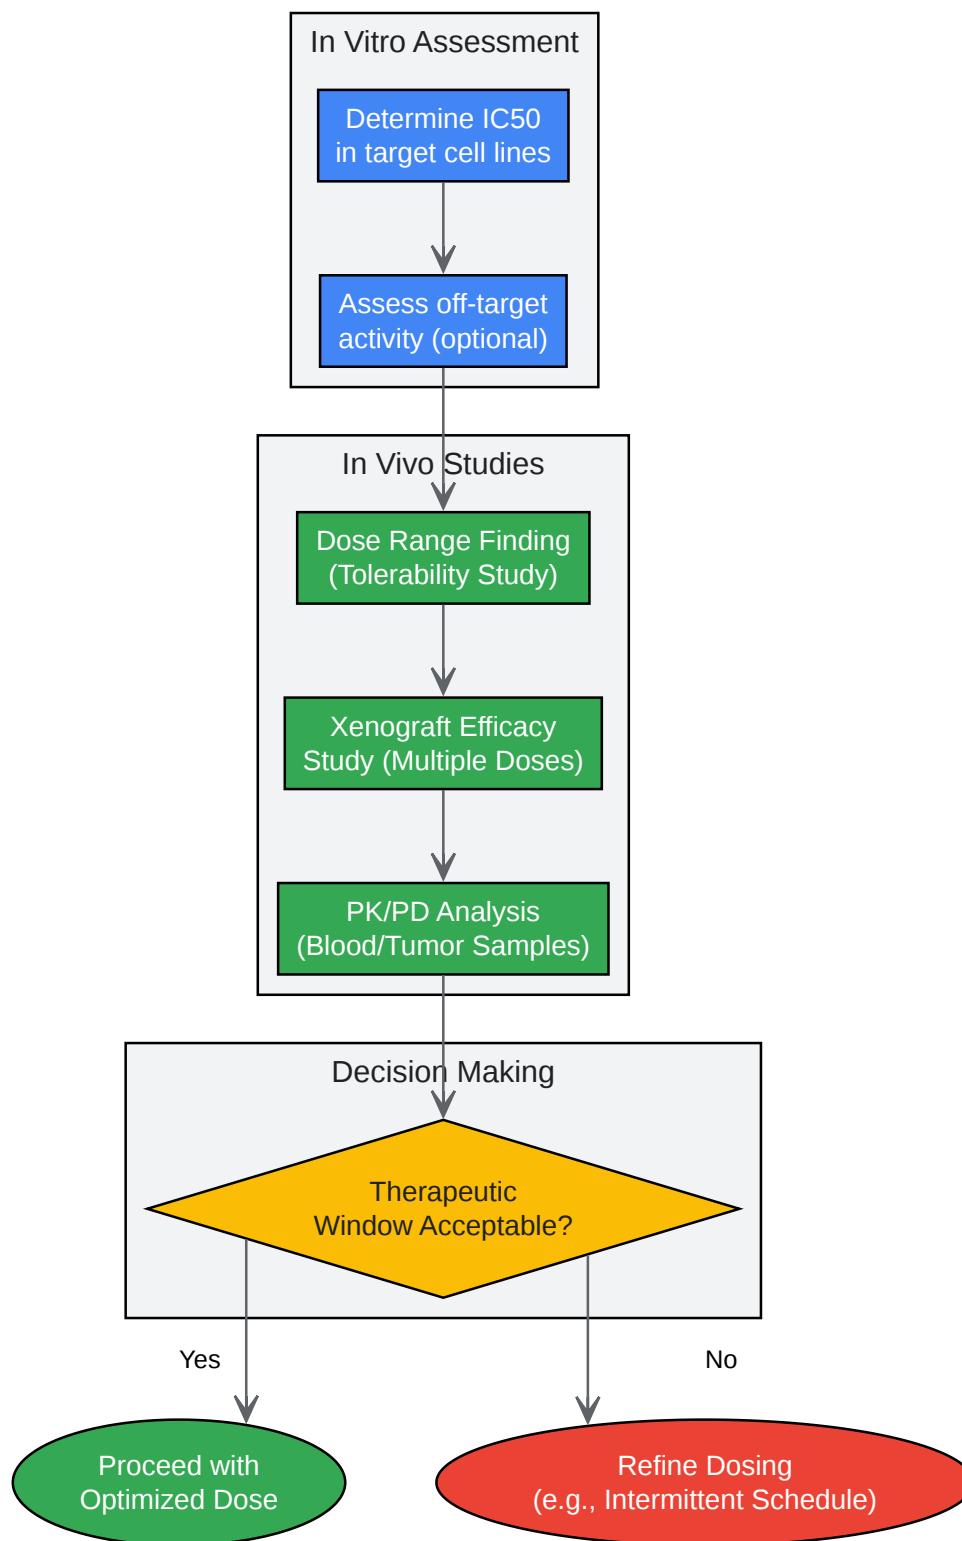 In Vitro Assessment
Determine IC50
in target cell lines
Assess off-target
activity (optional)
In Vivo Studies
Dose Range Finding
(Tolerability Study)
Xenograft Efficacy
Study (Multiple Doses)
PK/PD Analysis
(Blood/Tumor Samples)
Decision Making
Therapeutic
Window Acceptable?
Yes
No
Proceed with
Optimized Dose
Refine Dosing
(e.g., Intermittent Schedule)